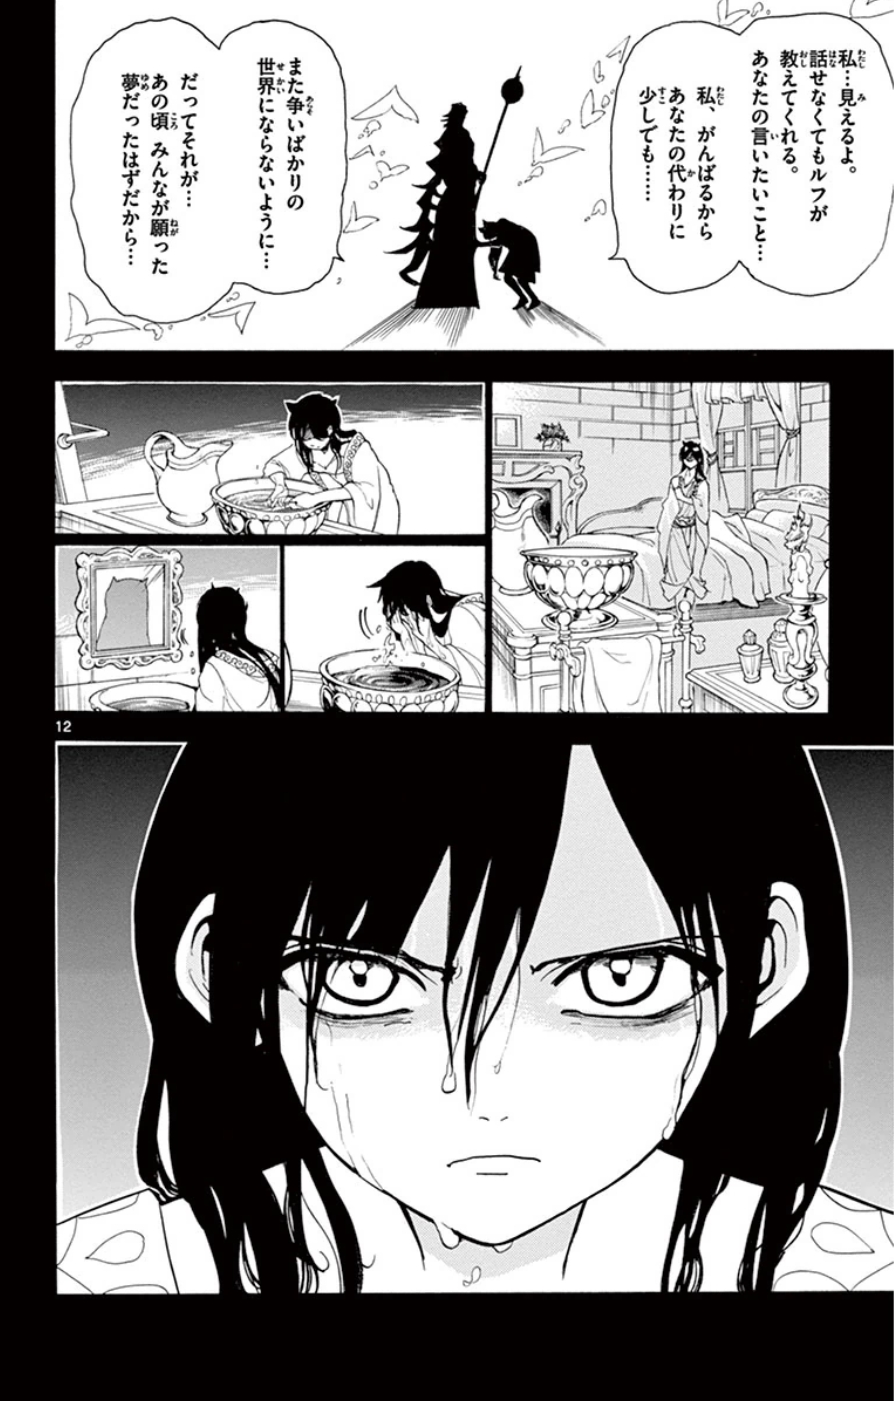 私…見えるよ。
話せなくてもルフが
教えてくれる。
あなたの言いたいこと…
私、がんばるから
あなたの代わりに
少しでも……
また争いばかりの
世界にならないように…
だってそれが…
あの頃 みんなが願った
夢だったはずだから…
12